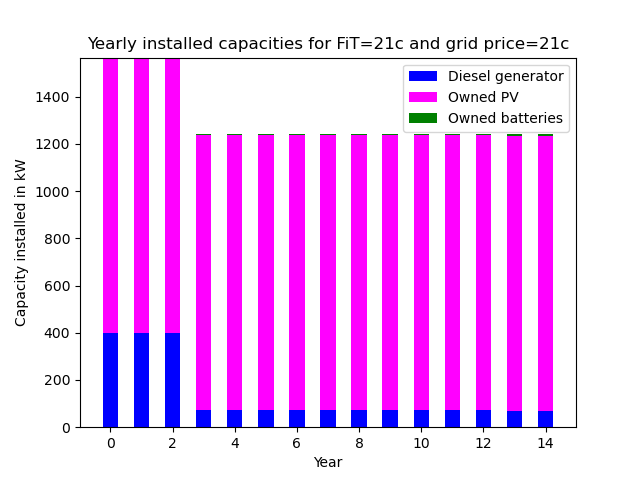 Yearly installed capacities for FiT=21c and grid price=21c
Diesel generator
Owned PV
Owned batteries
Capacity installed in kW
1400
1200
1000
800
600
400
200
0
0 2 4 6 8 10 12 14
Year